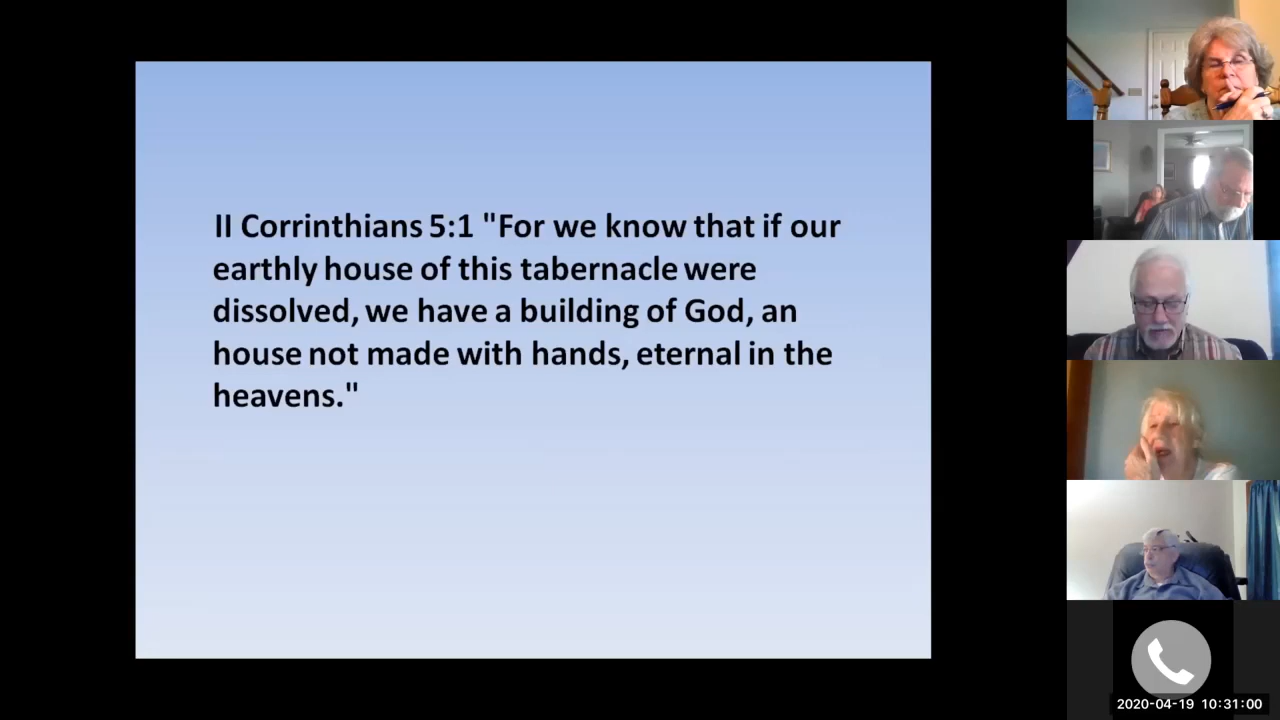 II Corrinthians 5:1 "For we know that if our
earthly house of this tabernacle were
dissolved, we have a building of God, an
house not made with hands, eternal in the
heavens."
2020-04-19 10:31:00